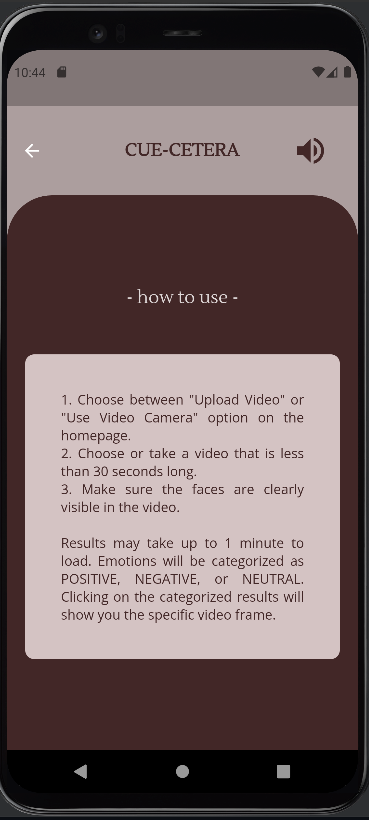 10:44
CUE-CETERA
- how to use -
1. Choose between "Upload Video" or
"Use Video Camera" option on the
homepage.
2. Choose or take a video that is less
than 30 seconds long.
3. Make sure the faces are clearly
visible in the video.
Results may take up to 1 minute to
load. Emotions will be categorized as
POSITIVE, NEGATIVE, or NEUTRAL.
Clicking on the categorized results will
show you the specific video frame.